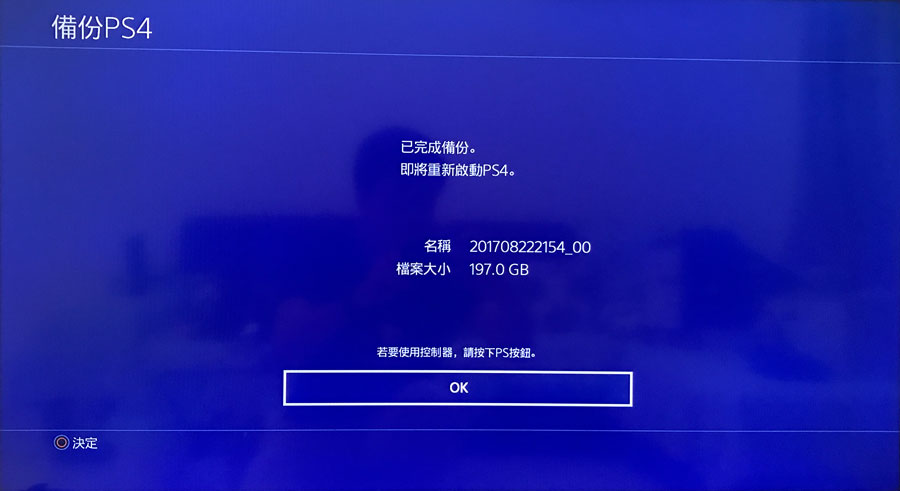 備份PS4
已完成備份。
即將重新啟動PS4。
名稱 201708222154_00
檔案大小 197.0 GB
若要使用控制器，請按下PS按鈕。
OK
決定